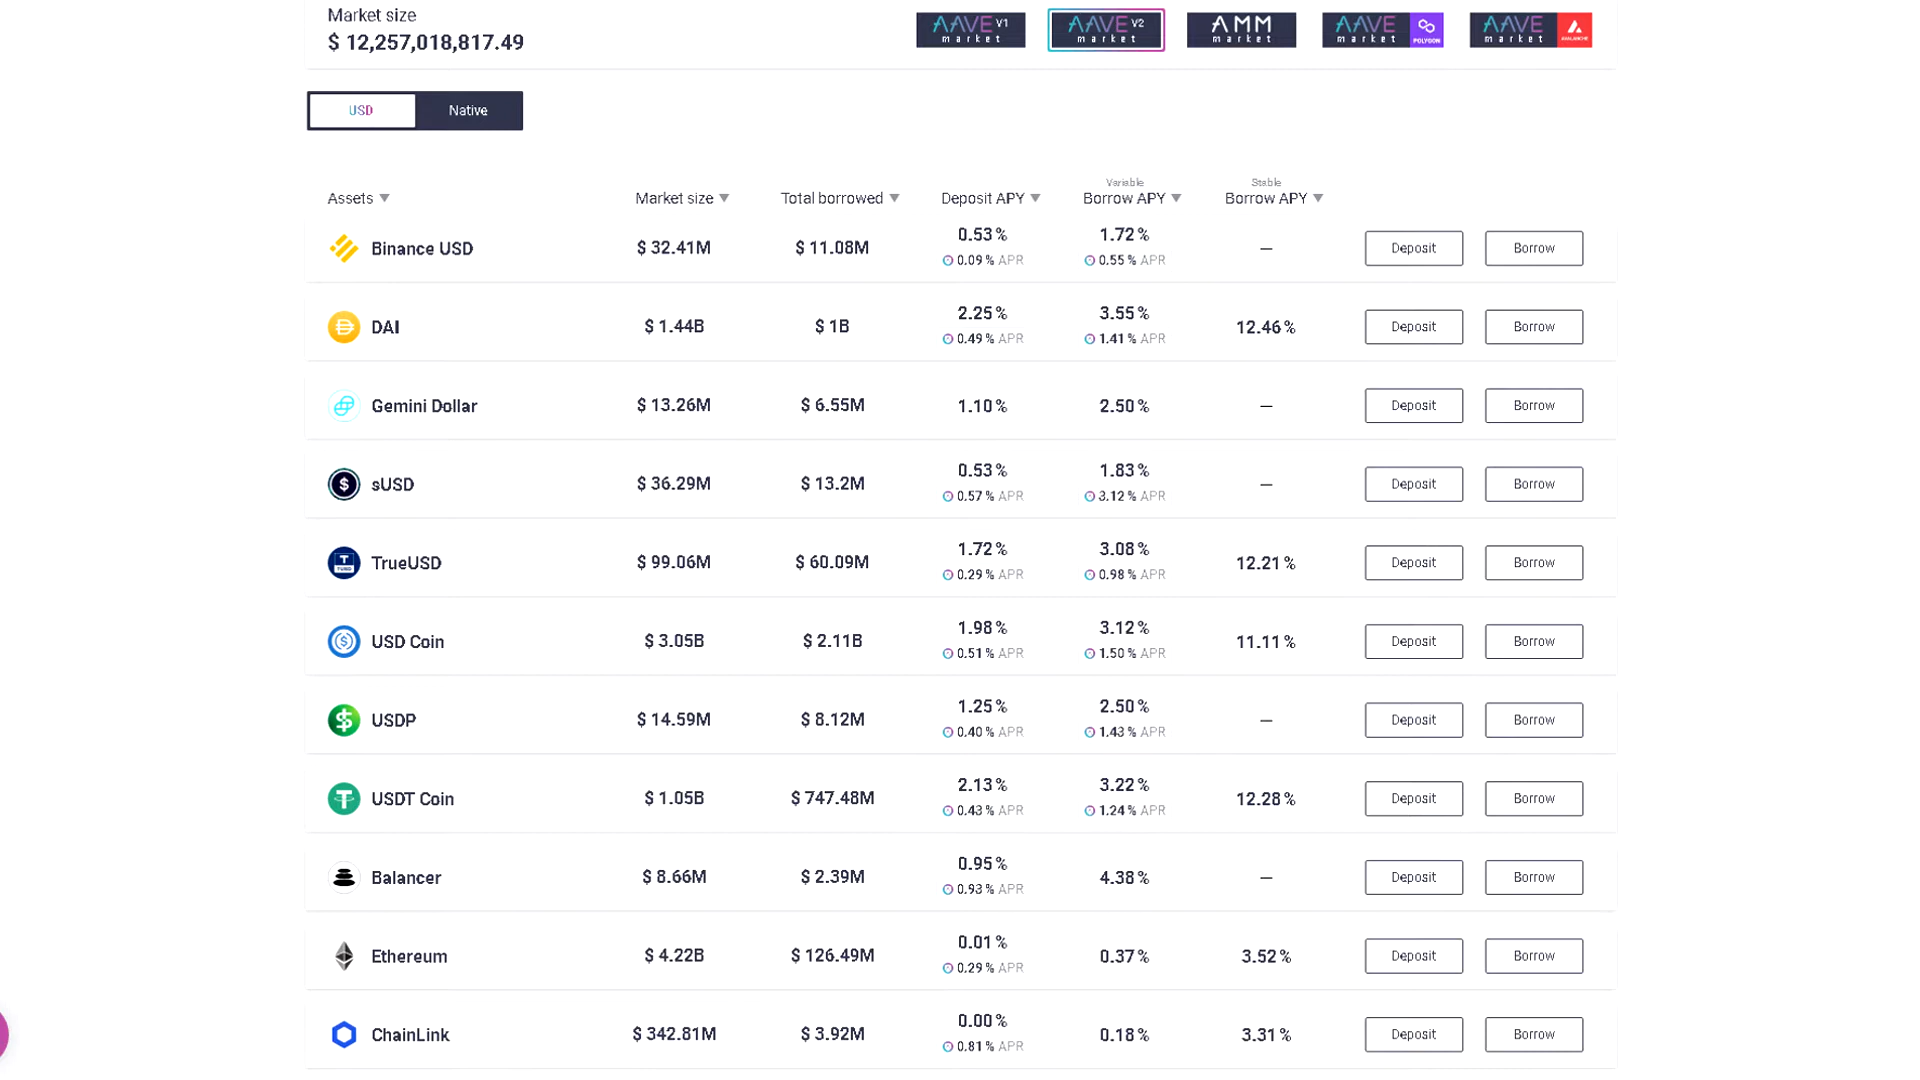 Market size
$ 12,257,018,817.49
AAVE V1
market
AAVE V2
market
AMM
market
AAVE
market
POLYGON
AAVE
market
AVALANCHE
USD
Native
Assets
Market size
Total borrowed
Deposit APY
Variable
Borrow APY
Stable
Borrow APY
Binance USD
$ 32.41M
$ 11.08M
0.53 %
0.09 % APR
1.72 %
0.55 % APR
—
Deposit
Borrow
DAI
$ 1.44B
$ 1B
2.25 %
0.49 % APR
3.55 %
1.41 % APR
12.46 %
Deposit
Borrow
Gemini Dollar
$ 13.26M
$ 6.55M
1.10 %
2.50 %
—
Deposit
Borrow
sUSD
$ 36.29M
$ 13.2M
0.53 %
0.57 % APR
1.83 %
3.12 % APR
—
Deposit
Borrow
TUSD
TrueUSD
$ 99.06M
$ 60.09M
1.72 %
0.29 % APR
3.08 %
0.98 % APR
12.21 %
Deposit
Borrow
USD Coin
$ 3.05B
$ 2.11B
1.98 %
0.51 % APR
3.12 %
1.50 % APR
11.11 %
Deposit
Borrow
USDP
$ 14.59M
$ 8.12M
1.25 %
0.40 % APR
2.50 %
1.43 % APR
—
Deposit
Borrow
USDT Coin
$ 1.05B
$ 747.48M
2.13 %
0.43 % APR
3.22 %
1.24 % APR
12.28 %
Deposit
Borrow
Balancer
$ 8.66M
$ 2.39M
0.95 %
0.93 % APR
4.38 %
—
Deposit
Borrow
Ethereum
$ 4.22B
$ 126.49M
0.01 %
0.29 % APR
0.37 %
3.52 %
Deposit
Borrow
ChainLink
$ 342.81M
$ 3.92M
0.00 %
0.81 % APR
0.18 %
3.31 %
Deposit
Borrow